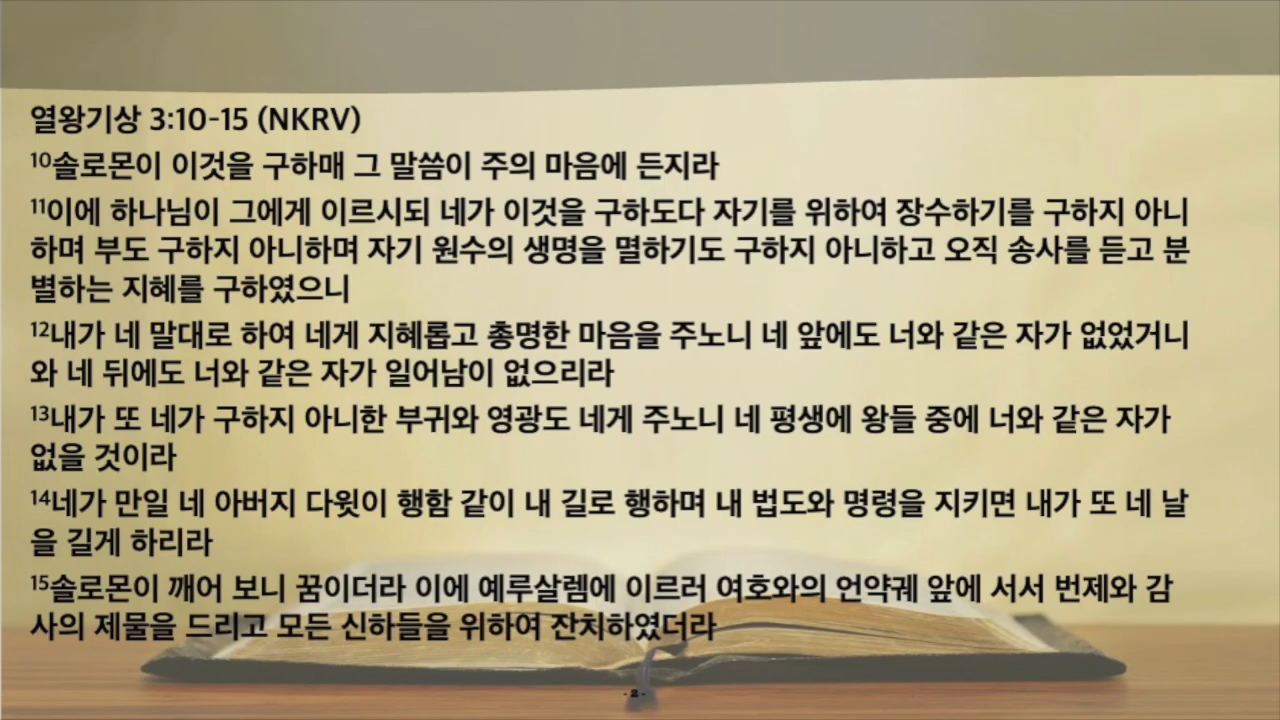 열왕기상 3:10-15 (NKRV)
¹⁰솔로몬이 이것을 구하매 그 말씀이 주의 마음에 든지라
¹¹이에 하나님이 그에게 이르시되 네가 이것을 구하도다 자기를 위하여 장수하기를 구하지 아니
하며 부도 구하지 아니하며 자기 원수의 생명을 멸하기도 구하지 아니하고 오직 송사를 듣고 분
별하는 지혜를 구하였으니
¹²내가 네 말대로 하여 네게 지혜롭고 총명한 마음을 주노니 네 앞에도 너와 같은 자가 없었거니
와 네 뒤에도 너와 같은 자가 일어남이 없으리라
¹³내가 또 네가 구하지 아니한 부귀와 영광도 네게 주노니 네 평생에 왕들 중에 너와 같은 자가
없을 것이라
¹⁴네가 만일 네 아버지 다윗이 행함 같이 내 길로 행하며 내 법도와 명령을 지키면 내가 또 네 날
을 길게 하리라
¹⁵솔로몬이 깨어 보니 꿈이더라 이에 예루살렘에 이르러 여호와의 언약궤 앞에 서서 번제와 감
사의 제물을 드리고 모든 신하들을 위하여 잔치하였더라
- 2 -